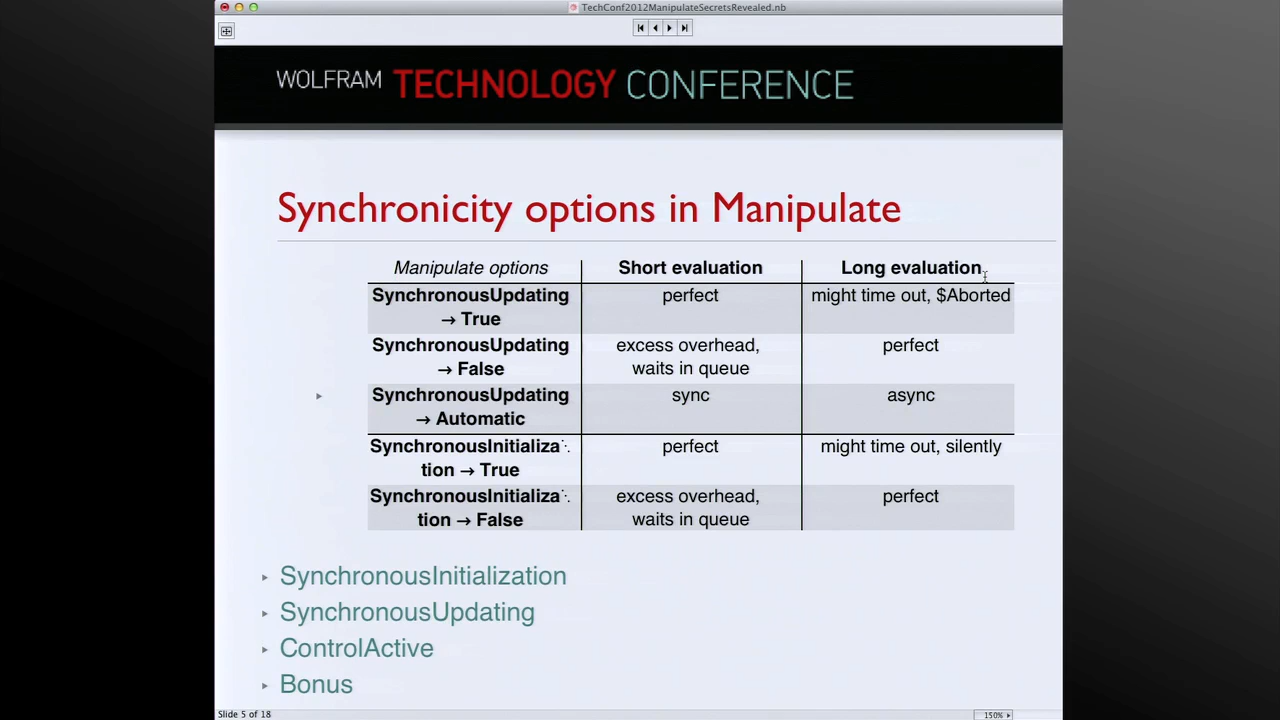 TechConf2012ManipulateSecretsRevealed.nb
WOLFRAM TECHNOLOGY CONFERENCE
Synchronicity options in Manipulate
Manipulate options Short evaluation Long evaluation
SynchronousUpdating → True perfect might time out, $Aborted
SynchronousUpdating → False excess overhead, waits in queue perfect
SynchronousUpdating → Automatic sync async
SynchronousInitializa⋱ tion → True perfect might time out, silently
SynchronousInitializa⋱ tion → False excess overhead, waits in queue perfect
SynchronousInitialization
SynchronousUpdating
ControlActive
Bonus
Slide 5 of 18
150%